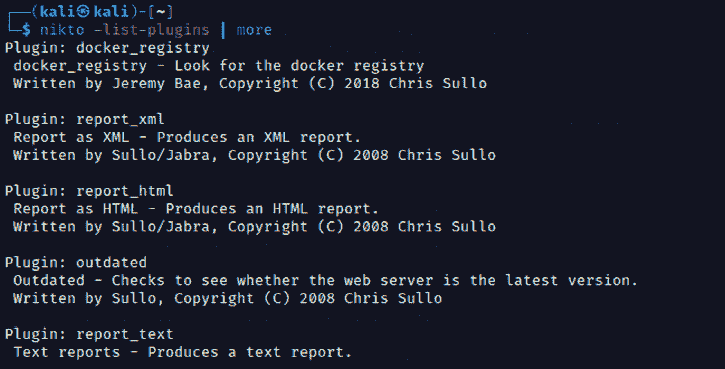 ┌──(kali㉿kali)-[~]
└─$ nikto -list-plugins | more
Plugin: docker_registry
docker_registry - Look for the docker registry
Written by Jeremy Bae, Copyright (C) 2018 Chris Sullo
Plugin: report_xml
Report as XML - Produces an XML report.
Written by Sullo/Jabra, Copyright (C) 2008 Chris Sullo
Plugin: report_html
Report as HTML - Produces an HTML report.
Written by Sullo/Jabra, Copyright (C) 2008 Chris Sullo
Plugin: outdated
Outdated - Checks to see whether the web server is the latest version.
Written by Sullo, Copyright (C) 2008 Chris Sullo
Plugin: report_text
Text reports - Produces a text report.